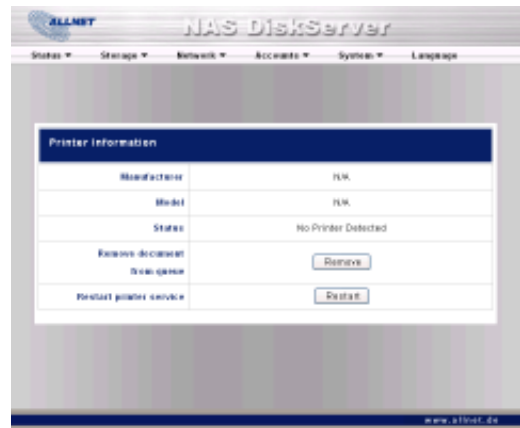 ALLNET
NAS DiskServer
Status ▼ Storage ▼ Network ▼ Accounts ▼ System ▼ Language
Printer Information
Manufacturer N/A
Model N/A
Status No Printer Detected
Remove document
from queue Remove
Restart printer service Restart
www.allnet.de